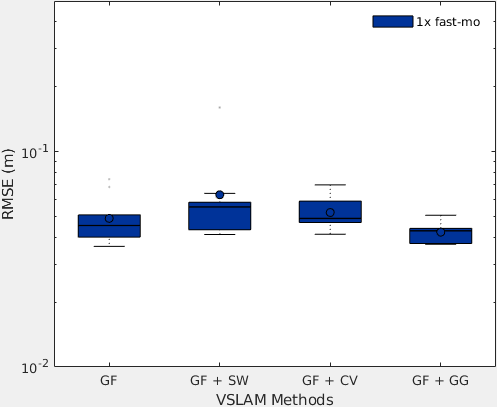 1x fast-mo
10-1
10-2
RMSE (m)
GF GF + SW GF + CV GF + GG
VSLAM Methods